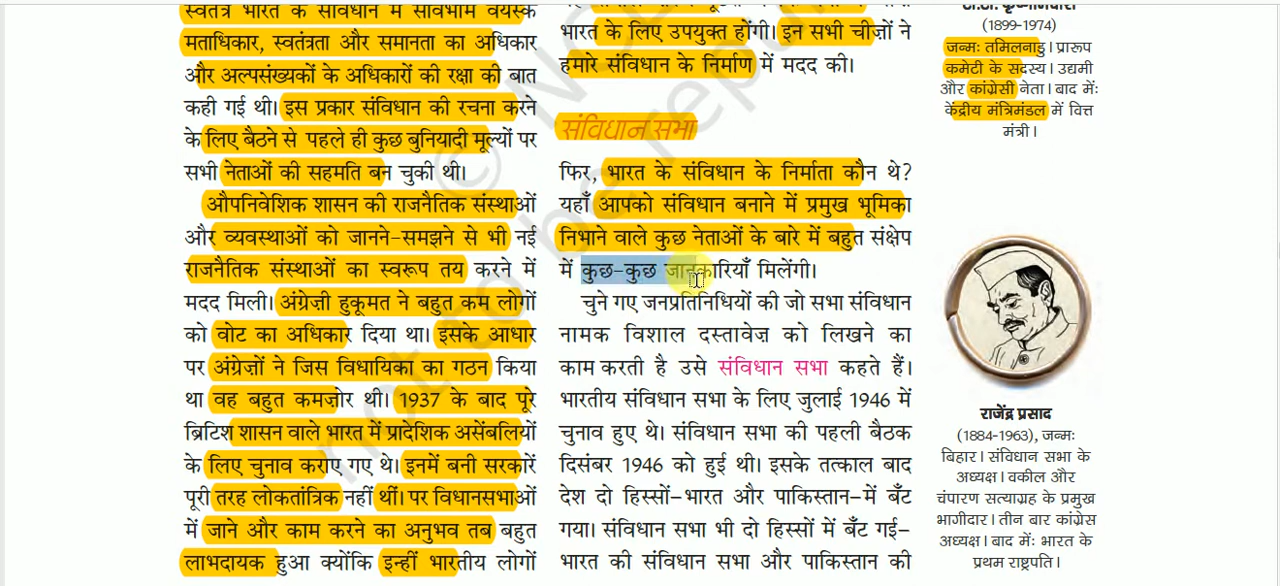 स्वतंत्र भारत के संविधान में सार्वभौम वयस्क
मताधिकार, स्वतंत्रता और समानता का अधिकार
और अल्पसंख्यकों के अधिकारों की रक्षा की बात
कही गई थी। इस प्रकार संविधान की रचना करने
के लिए बैठने से पहले ही कुछ बुनियादी मूल्यों पर
सभी नेताओं की सहमति बन चुकी थी।
औपनिवेशिक शासन की राजनैतिक संस्थाओं
और व्यवस्थाओं को जानने-समझने से भी नई
राजनैतिक संस्थाओं का स्वरूप तय करने में
मदद मिली। अंग्रेज़ी हुकूमत ने बहुत कम लोगों
को वोट का अधिकार दिया था। इसके आधार
पर अंग्रेज़ों ने जिस विधायिका का गठन किया
था वह बहुत कमज़ोर थी। 1937 के बाद पूरे
ब्रिटिश शासन वाले भारत में प्रादेशिक असेंबलियों
के लिए चुनाव कराए गए थे। इनमें बनी सरकारें
पूरी तरह लोकतांत्रिक नहीं थीं। पर विधानसभाओं
में जाने और काम करने का अनुभव तब बहुत
लाभदायक हुआ क्योंकि इन्हीं भारतीय लोगों
भारत के लिए उपयुक्त होंगी। इन सभी चीज़ों ने
हमारे संविधान के निर्माण में मदद की।
संविधान सभा
फिर, भारत के संविधान के निर्माता कौन थे?
यहाँ आपको संविधान बनाने में प्रमुख भूमिका
निभाने वाले कुछ नेताओं के बारे में बहुत संक्षेप
में कुछ-कुछ जानकारियाँ मिलेंगी।
चुने गए जनप्रतिनिधियों की जो सभा संविधान
नामक विशाल दस्तावेज़ को लिखने का
काम करती है उसे संविधान सभा कहते हैं।
भारतीय संविधान सभा के लिए जुलाई 1946 में
चुनाव हुए थे। संविधान सभा की पहली बैठक
दिसंबर 1946 को हुई थी। इसके तत्काल बाद
देश दो हिस्सों-भारत और पाकिस्तान-में बँट
गया। संविधान सभा भी दो हिस्सों में बँट गई-
भारत की संविधान सभा और पाकिस्तान की
टी.टी. कृष्णामचारी
(1899-1974)
जन्मः तमिलनाडु। प्रारूप
कमेटी के सदस्य। उद्यमी
और कांग्रेसी नेता। बाद में:
केंद्रीय मंत्रिमंडल में वित्त
मंत्री।
राजेंद्र प्रसाद
(1884-1963), जन्मः
बिहार। संविधान सभा के
अध्यक्ष। वकील और
चंपारण सत्याग्रह के प्रमुख
भागीदार। तीन बार कांग्रेस
अध्यक्ष। बाद में: भारत के
प्रथम राष्ट्रपति।